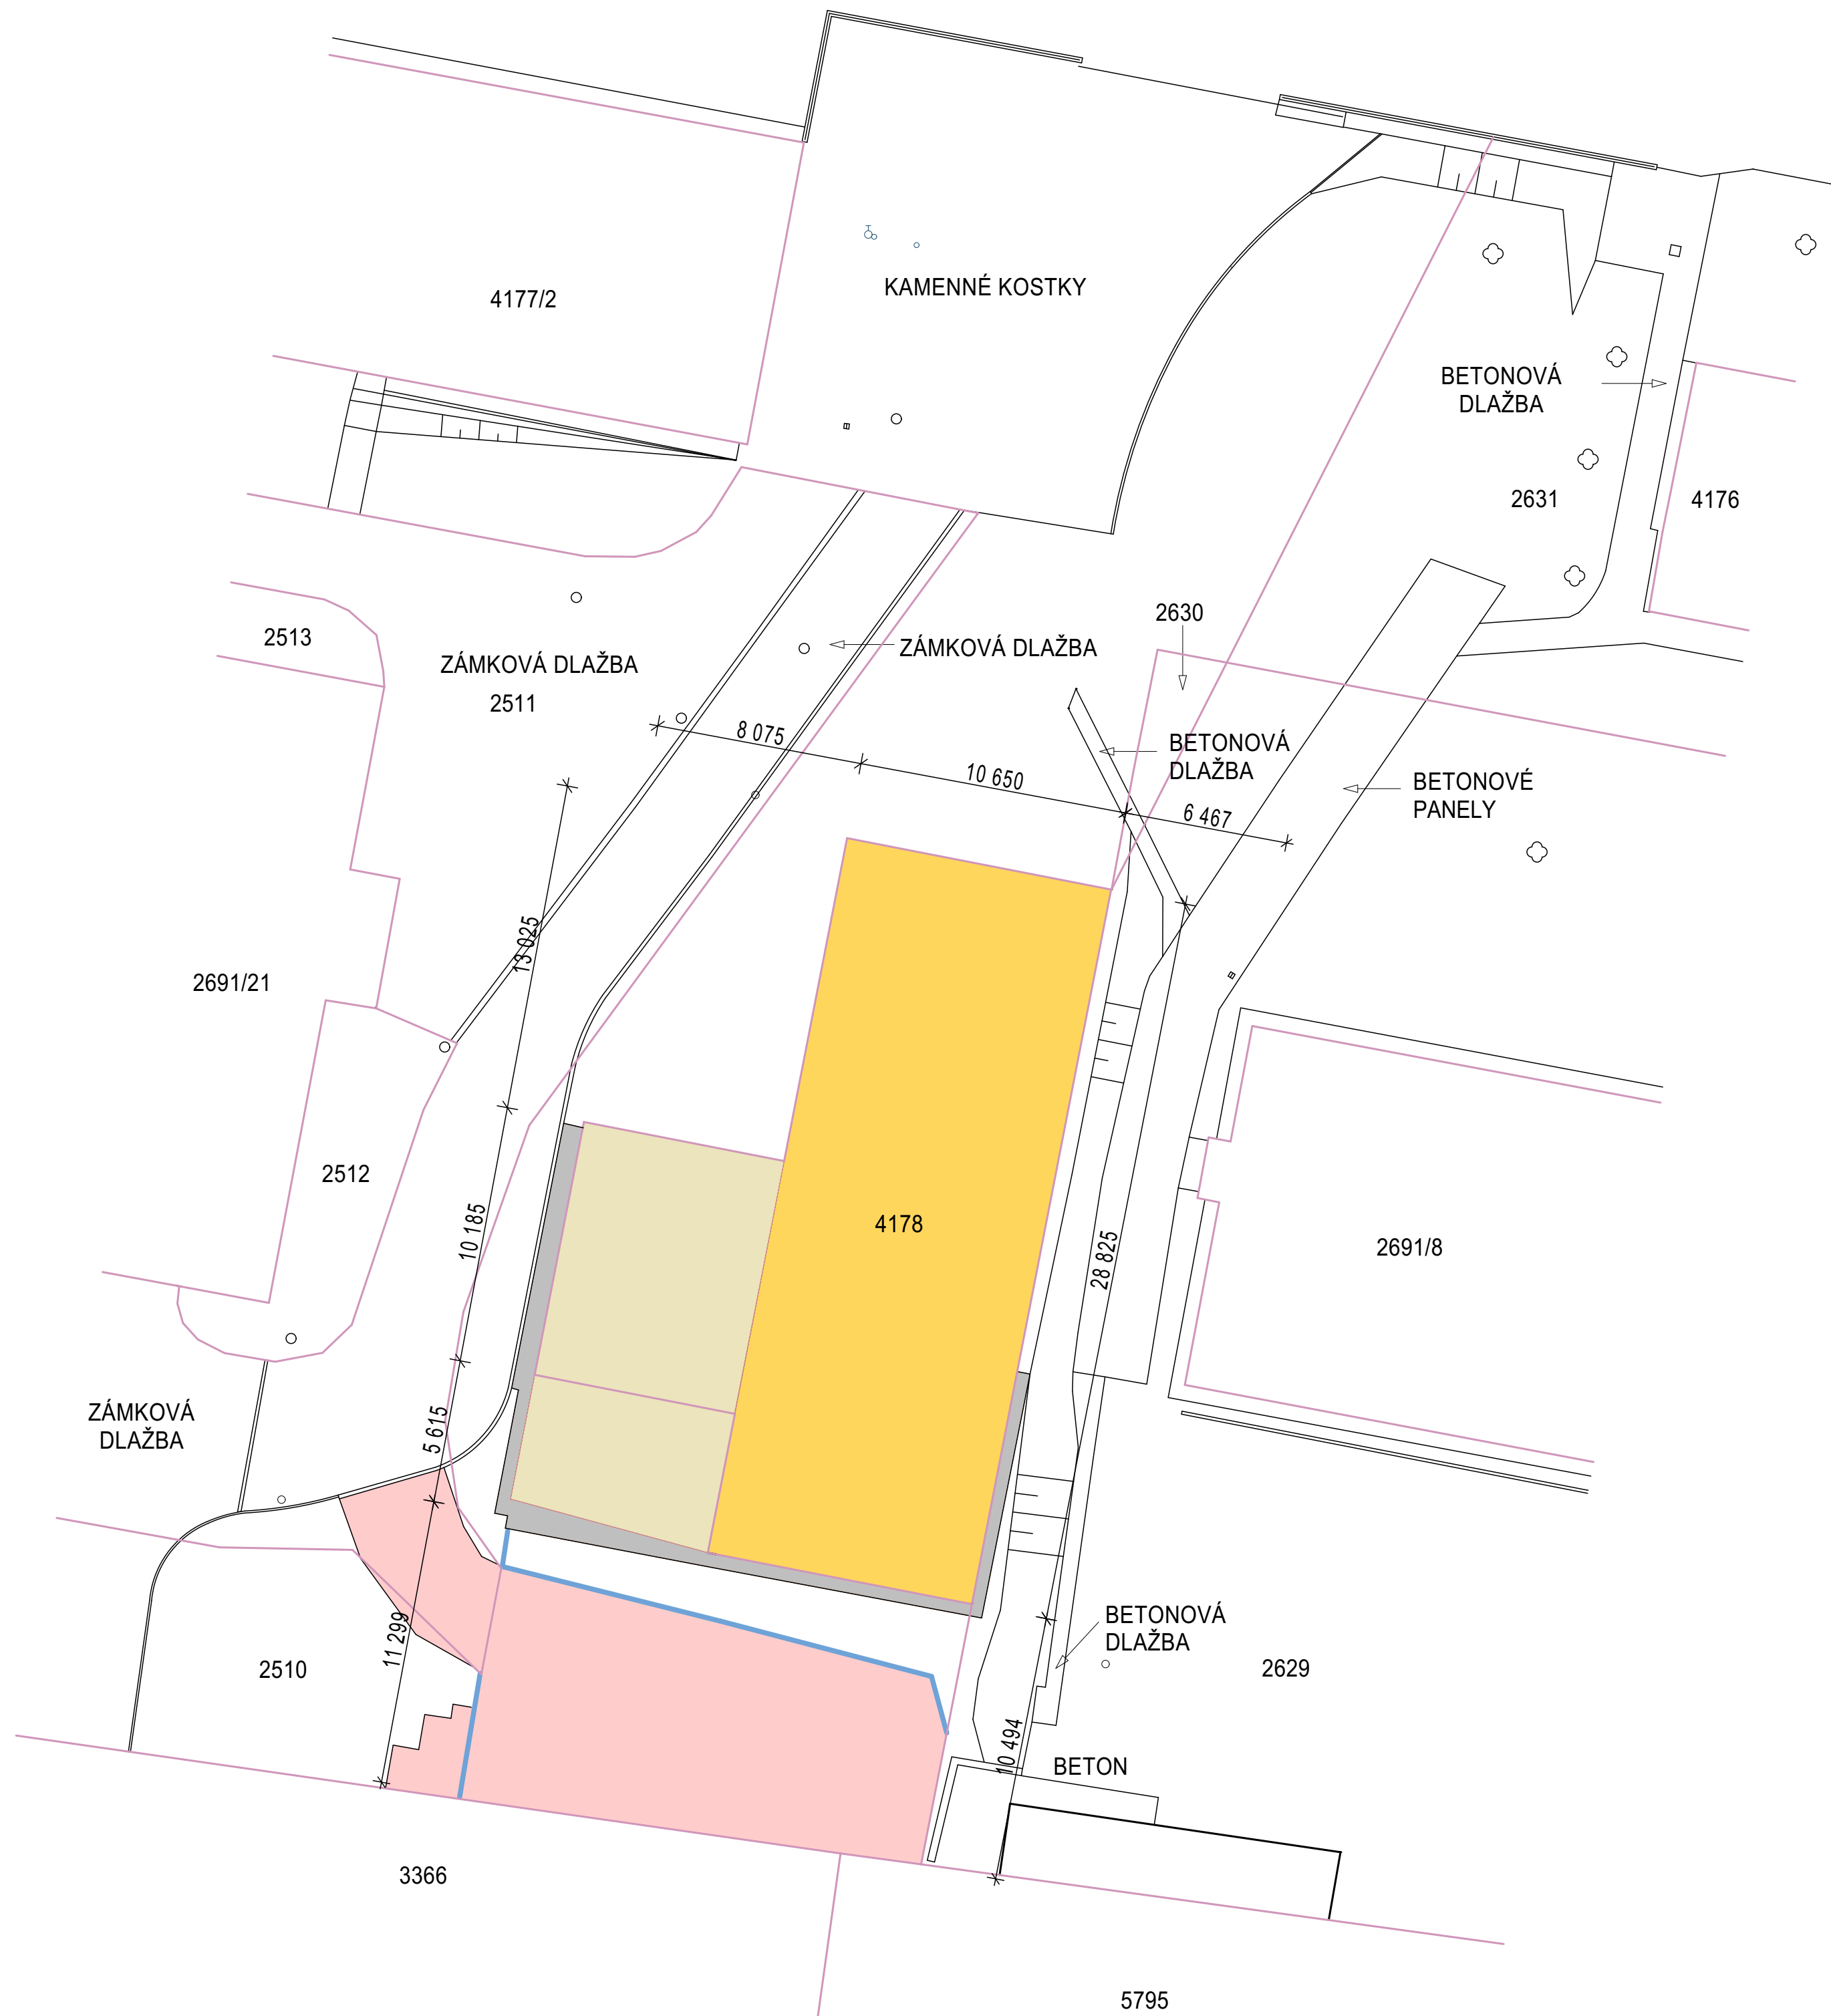 4177/2
KAMENNÉ KOSTKY
BETONOVÁ
DLAŽBA
2631
4176
2513
2630
ZÁMKOVÁ DLAŽBA
2511
ZÁMKOVÁ DLAŽBA
8 075
10 650
6 467
BETONOVÁ
DLAŽBA
BETONOVÉ
PANELY
13 025
2691/21
2512
10 185
4178
28 825
2691/8
ZÁMKOVÁ
DLAŽBA
5 615
11 299
2510
BETONOVÁ
DLAŽBA
2629
10 494
BETON
3366
5795